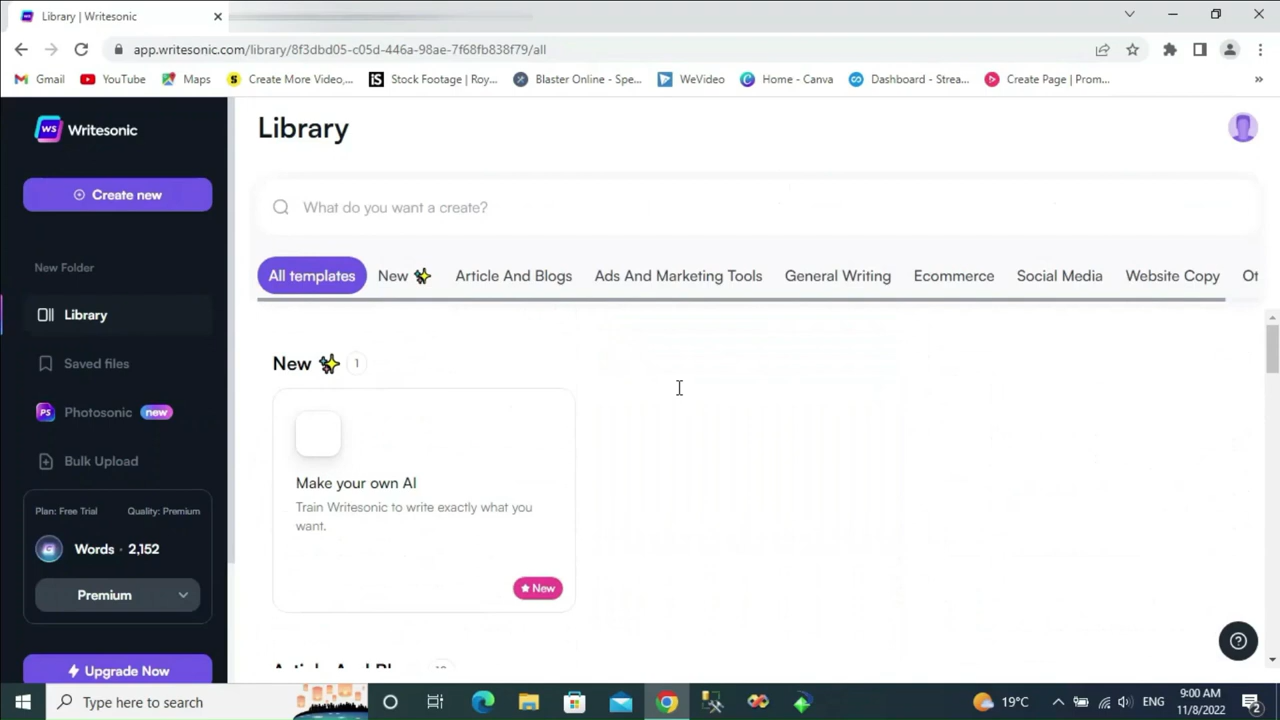 Library | Writesonic
app.writesonic.com/library/8f3dbd05-c05d-446a-98ae-7f68fb838f79/all
Gmail YouTube Maps Create More Video,... Stock Footage | Roy... Blaster Online - Spe... WeVideo Home - Canva Dashboard - Strea... Create Page | Prom... »
WS Writesonic
Library
Create new
What do you want a create?
New Folder
All templates New Article And Blogs Ads And Marketing Tools General Writing Ecommerce Social Media Website Copy Ot
Library
Saved files
New 1
PS Photosonic new
Make your own AI
Train Writesonic to write exactly what you
want.
Bulk Upload
Plan: Free Trial Quality: Premium
G Words · 2,152
Premium
New
Upgrade Now
Type here to search
19°C ENG 9:00 AM
11/8/2022 2